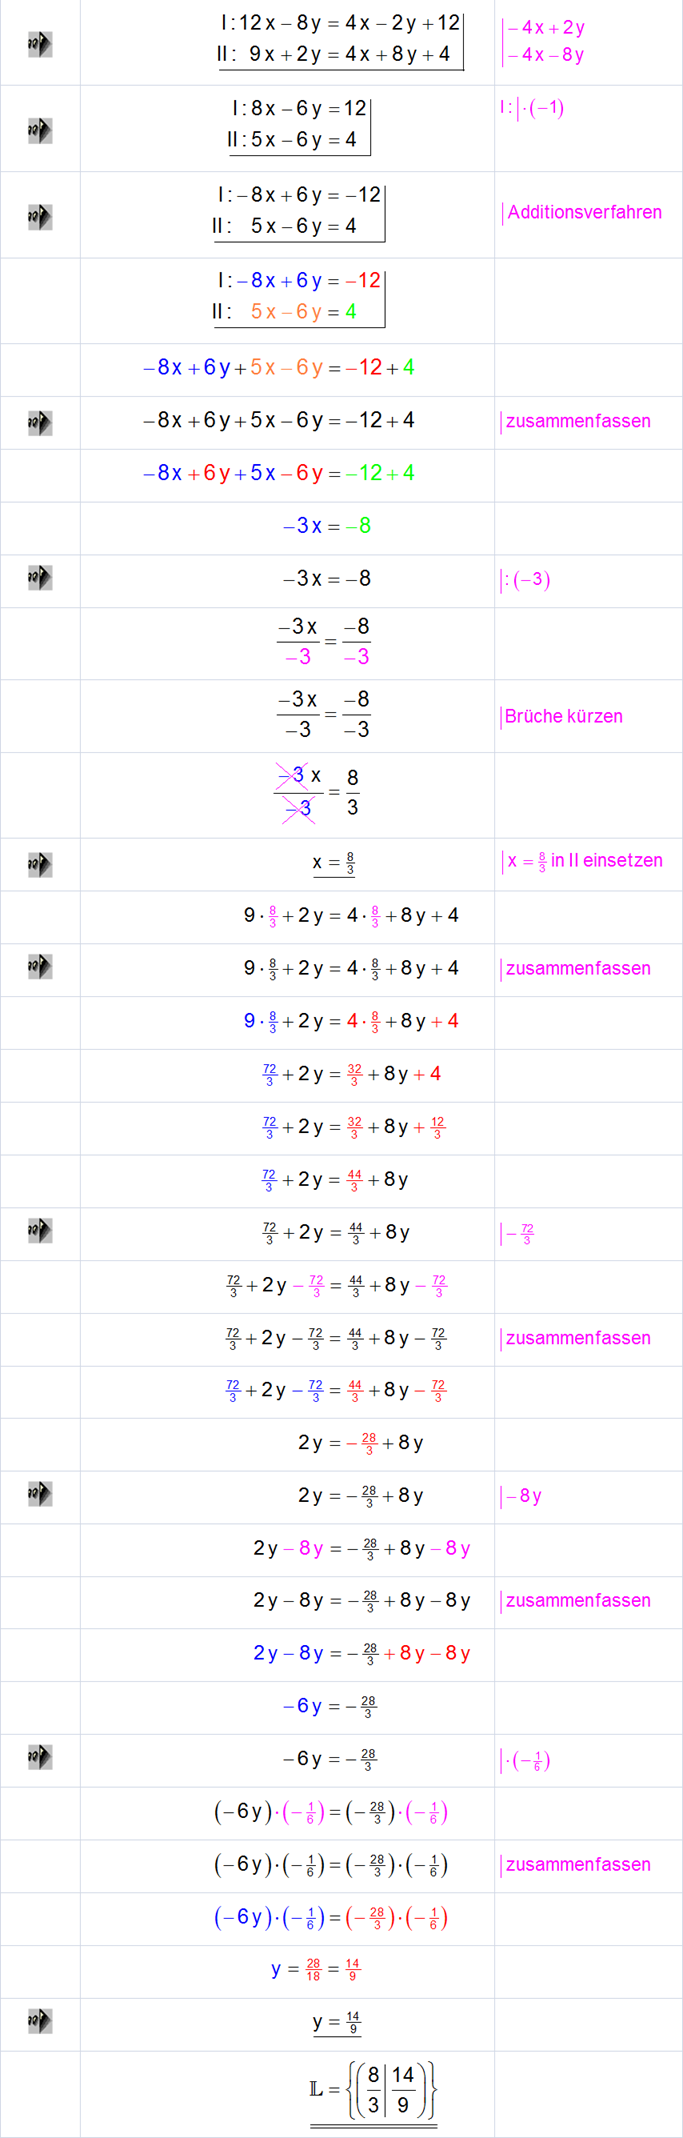 I: 12x − 8y = 4x − 2y + 12 | − 4x + 2y
II: 9x + 2y = 4x + 8y + 4 | − 4x − 8y
I: 8x − 6y = 12 I: | · (−1)
II: 5x − 6y = 4
I: −8x + 6y = −12
II: 5x − 6y = 4 | Additionsverfahren
I: −8x + 6y = −12
II: 5x − 6y = 4
−8x + 6y + 5x − 6y = −12 + 4
−8x + 6y + 5x − 6y = −12 + 4 | zusammenfassen
−8x + 6y + 5x − 6y = −12 + 4
−3x = −8
−3x = −8 | : (−3)
−3x/−3 = −8/−3
−3x/−3 = −8/−3 | Brüche kürzen
−3x/−3 = 8/3
x = 8/3 | x = 8/3 in II einsetzen
9 · 8/3 + 2y = 4 · 8/3 + 8y + 4
9 · 8/3 + 2y = 4 · 8/3 + 8y + 4 | zusammenfassen
9 · 8/3 + 2y = 4 · 8/3 + 8y + 4
72/3 + 2y = 32/3 + 8y + 4
72/3 + 2y = 32/3 + 8y + 12/3
72/3 + 2y = 44/3 + 8y
72/3 + 2y = 44/3 + 8y | − 72/3
72/3 + 2y − 72/3 = 44/3 + 8y − 72/3
72/3 + 2y − 72/3 = 44/3 + 8y − 72/3 | zusammenfassen
72/3 + 2y − 72/3 = 44/3 + 8y − 72/3
2y = − 28/3 + 8y
2y = − 28/3 + 8y | − 8y
2y − 8y = − 28/3 + 8y − 8y
2y − 8y = − 28/3 + 8y − 8y | zusammenfassen
2y − 8y = − 28/3 + 8y − 8y
−6y = − 28/3
−6y = − 28/3 | · (− 1/6)
(−6y) · (− 1/6) = (− 28/3) · (− 1/6)
(−6y) · (− 1/6) = (− 28/3) · (− 1/6) | zusammenfassen
(−6y) · (− 1/6) = (− 28/3) · (− 1/6)
y = 28/18 = 14/9
y = 14/9
𝕃 = {(8/3 | 14/9)}